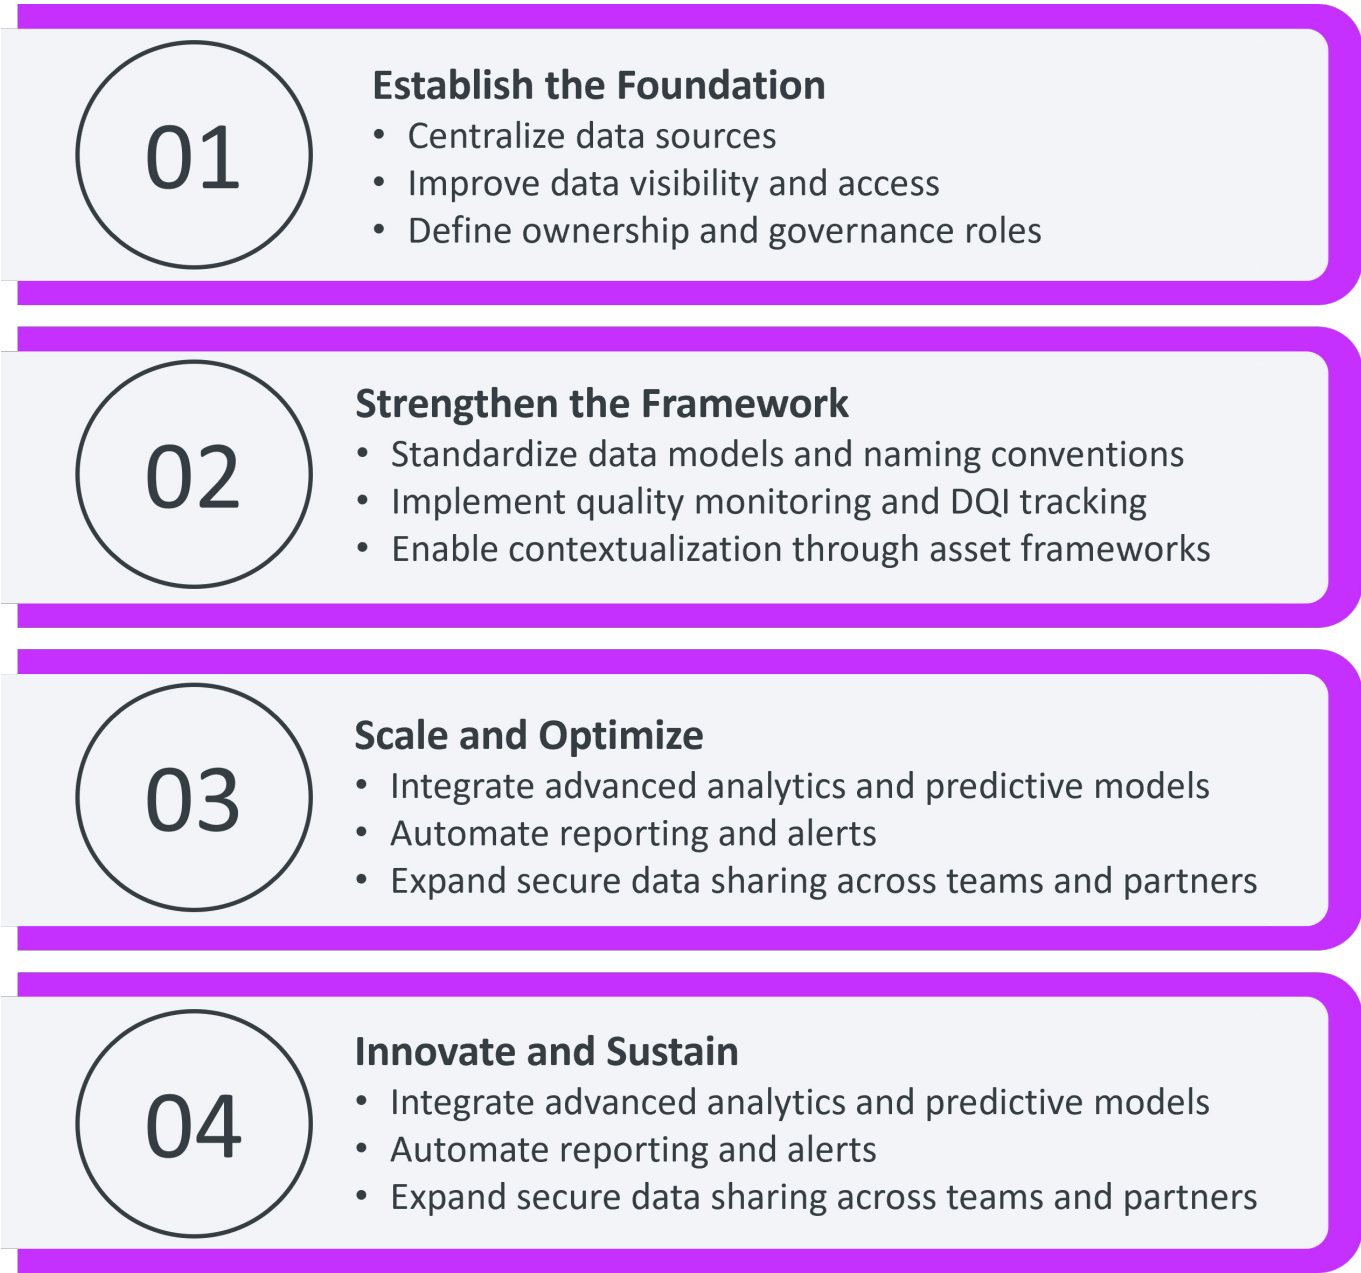 01
Establish the Foundation
• Centralize data sources
• Improve data visibility and access
• Define ownership and governance roles
02
Strengthen the Framework
• Standardize data models and naming conventions
• Implement quality monitoring and DQI tracking
• Enable contextualization through asset frameworks
03
Scale and Optimize
• Integrate advanced analytics and predictive models
• Automate reporting and alerts
• Expand secure data sharing across teams and partners
04
Innovate and Sustain
• Integrate advanced analytics and predictive models
• Automate reporting and alerts
• Expand secure data sharing across teams and partners